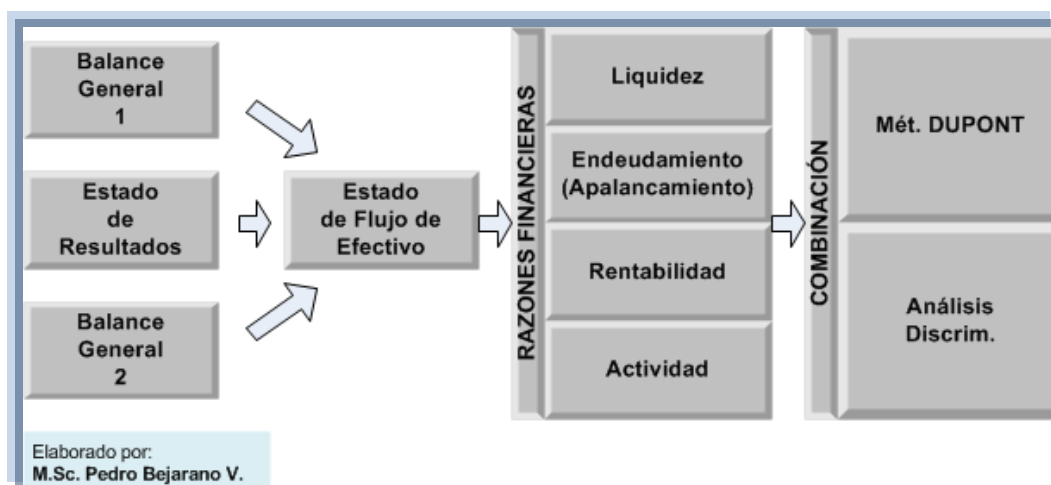 Balance
General
1
Estado
de
Resultados
Balance
General
2
Estado
de Flujo de
Efectivo
RAZONES FINANCIERAS
Liquidez
Endeudamiento
(Apalancamiento)
Rentabilidad
Actividad
COMBINACIÓN
Mét. DUPONT
Análisis
Discrim.
Elaborado por:
M.Sc. Pedro Bejarano V.